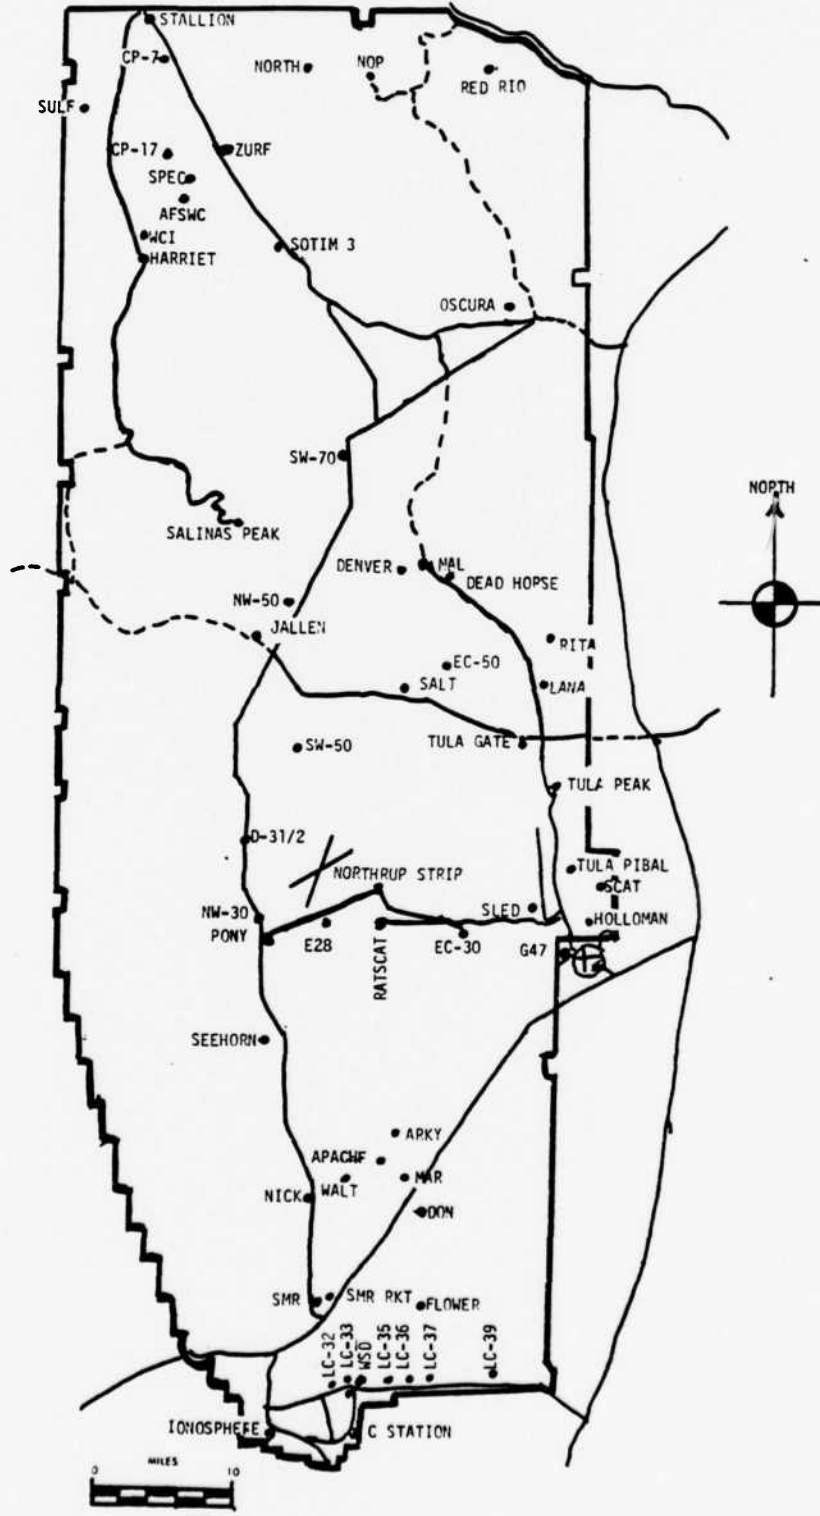 STALLION
CP-7
NORTH
NOP
RED RIO
SULF
CP-17
ZURF
SPEC
AFSWC
WCI
HARRIET
SOTIM 3
OSCURA
SW-70
NORTH
SALINAS PEAK
DENVER
MAL
DEAD HORSE
NW-50
JALLEN
RITA
EC-50
SALT
LANA
SW-50
TULA GATE
TULA PEAK
D-31/2
TULA PIBAL
NORTHRUP STRIP
SCAT
NW-30
SLED
HOLLOMAN
PONY
E28
RATSCAT
EC-30
G47
SEEHORN
ARKY
APACHE
WALT
MAR
NICK
DON
SMR
SMR RKT
FLOWER
LC-32
LC-33
WSD
LC-35
LC-36
LC-37
LC-39
IONOSPHERE
C STATION
MILES
0 10